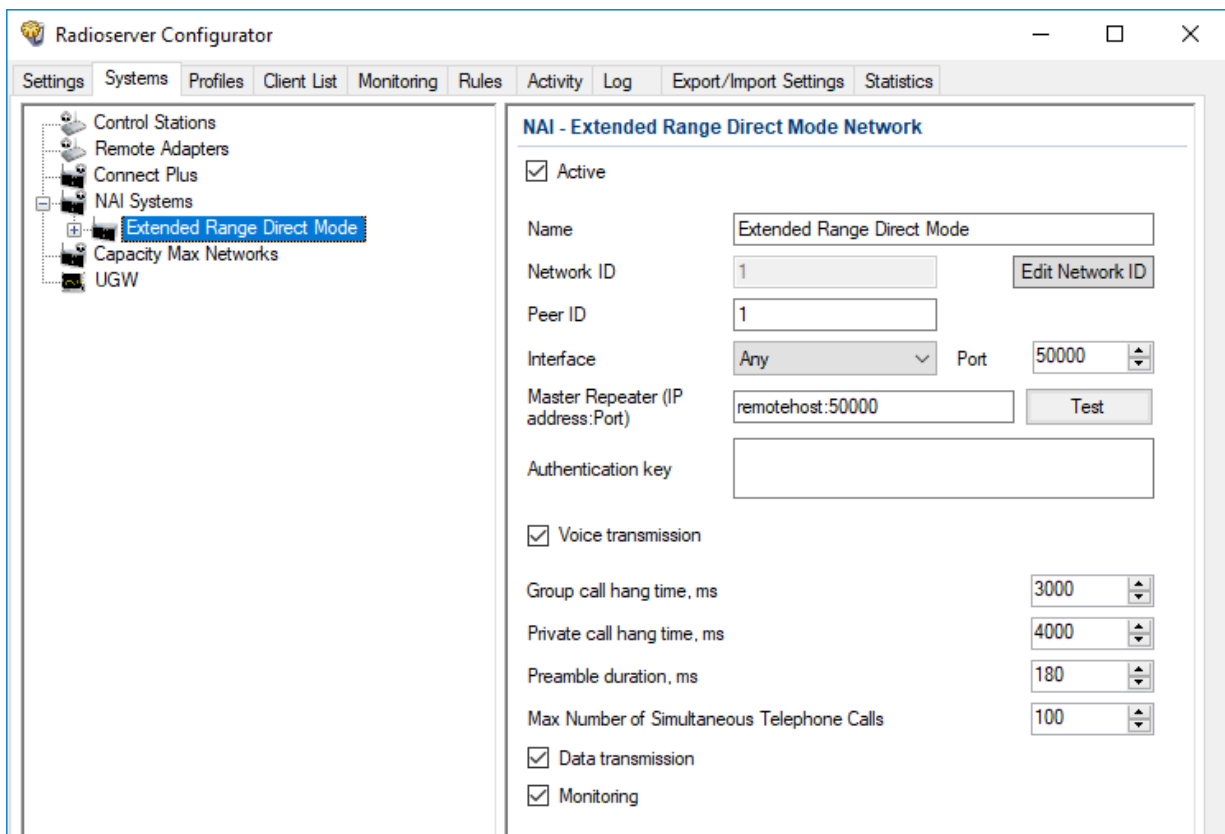 Radioserver Configurator
Settings Systems Profiles Client List Monitoring Rules Activity Log Export/Import Settings Statistics
Control Stations
Remote Adapters
Connect Plus
NAI Systems
Extended Range Direct Mode
Capacity Max Networks
UGW
NAI - Extended Range Direct Mode Network
Active
Name Extended Range Direct Mode
Network ID 1 Edit Network ID
Peer ID 1
Interface Any Port 50000
Master Repeater (IP
address:Port) remotehost:50000 Test
Authentication key
Voice transmission
Group call hang time, ms 3000
Private call hang time, ms 4000
Preamble duration, ms 180
Max Number of Simultaneous Telephone Calls 100
Data transmission
Monitoring